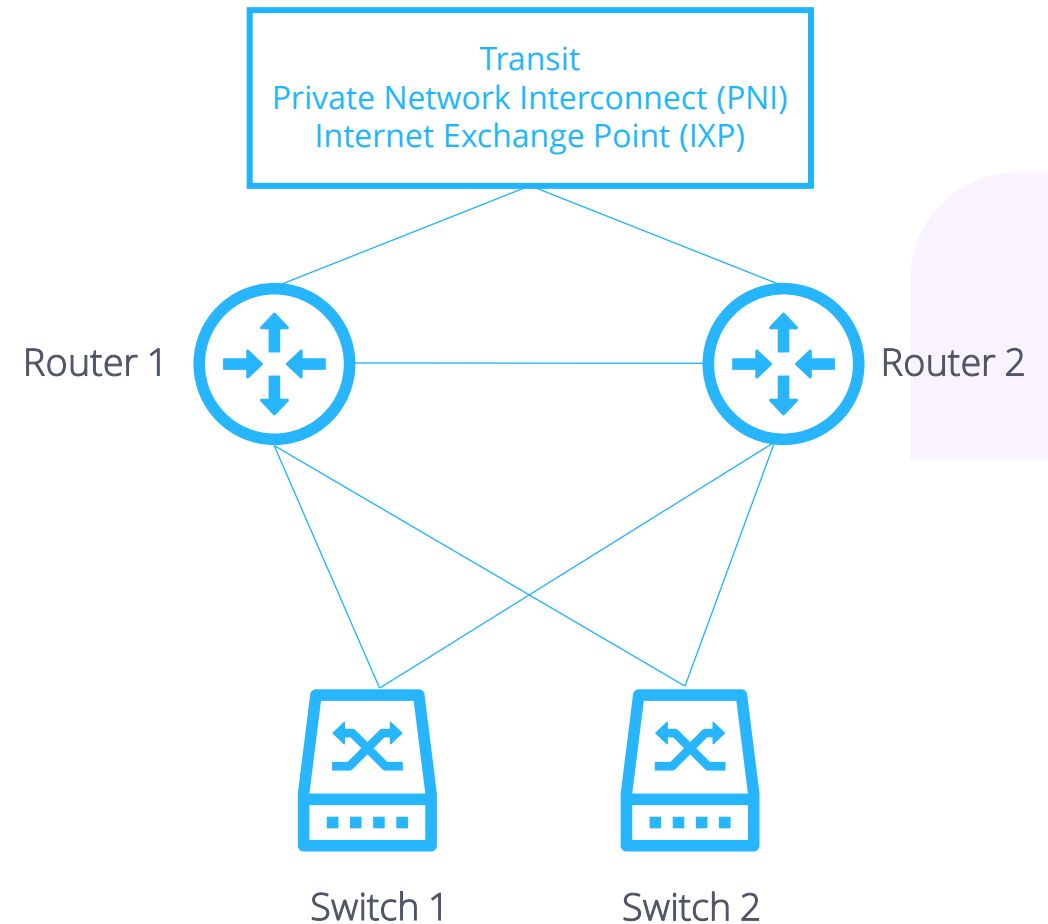 Transit
Private Network Interconnect (PNI)
Internet Exchange Point (IXP)
Router 1
Router 2
Switch 1
Switch 2